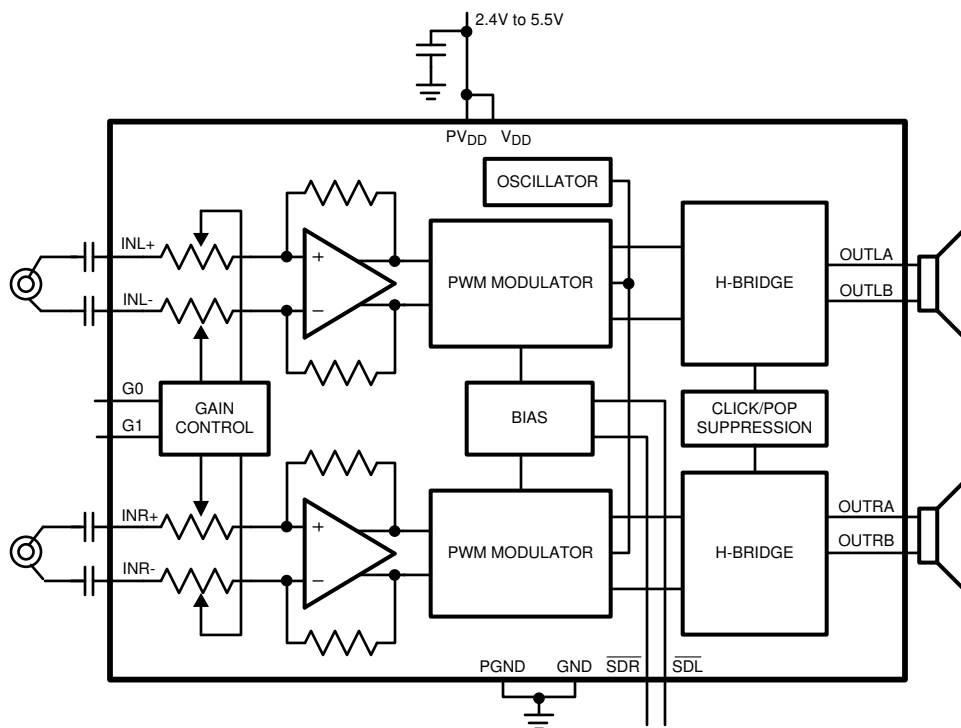 2.4V to 5.5V
PVDD VDD
OSCILLATOR
INL+
+
PWM MODULATOR
H-BRIDGE
OUTLA
OUTLB
INL-
−
G0
G1
GAIN
CONTROL
BIAS
CLICK/POP
SUPPRESSION
INR+
+
PWM MODULATOR
H-BRIDGE
OUTRA
OUTRB
INR-
−
PGND GND SDR SDL